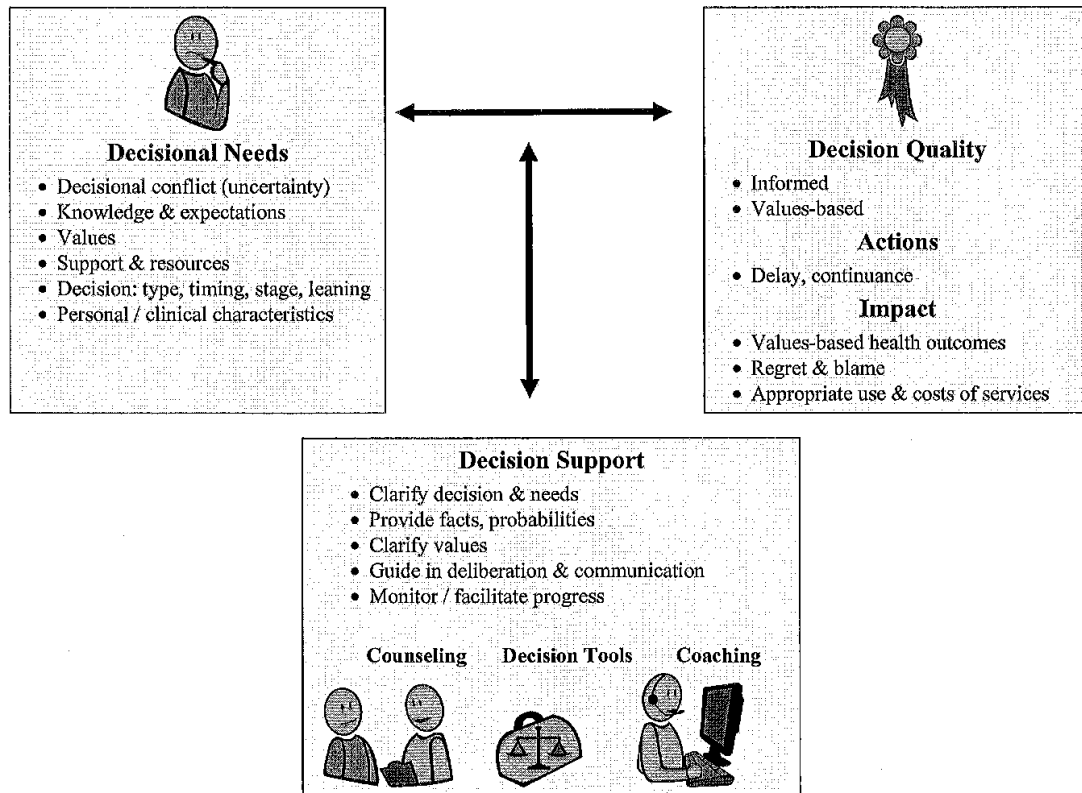 Decisional Needs
• Decisional conflict (uncertainty)
• Knowledge & expectations
• Values
• Support & resources
• Decision: type, timing, stage, leaning
• Personal / clinical characteristics
Decision Quality
• Informed
• Values-based
Actions
• Delay, continuance
Impact
• Values-based health outcomes
• Regret & blame
• Appropriate use & costs of services
Decision Support
• Clarify decision & needs
• Provide facts, probabilities
• Clarify values
• Guide in deliberation & communication
• Monitor / facilitate progress
Counseling
Decision Tools
Coaching